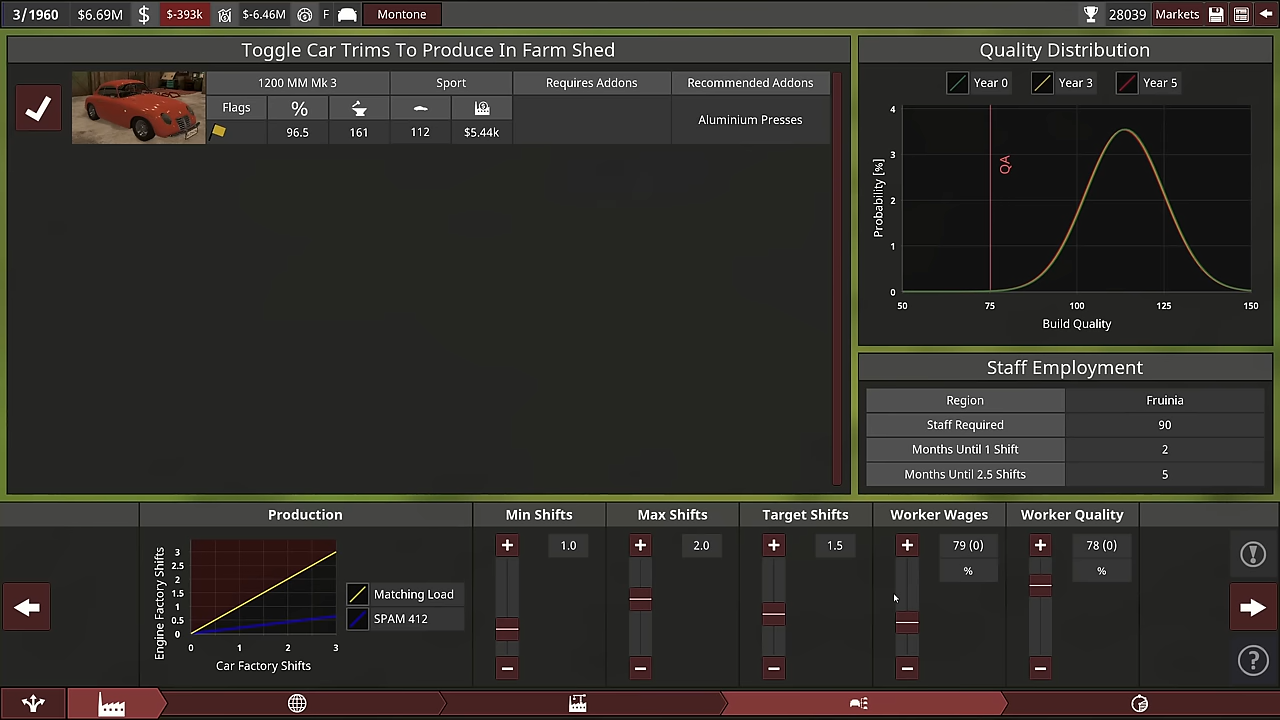 3/1960 $6.69M $-393k $-6.46M F Montone 28039 Markets
Toggle Car Trims To Produce In Farm Shed
1200 MM Mk 3 Sport Requires Addons Recommended Addons
Flags %
96.5 161 112 $5.44k Aluminium Presses
Quality Distribution
Year 0 Year 3 Year 5
Probability [%]
4
3
2
1
0
QA
50 75 100 125 150
Build Quality
Staff Employment
Region Fruinia
Staff Required 90
Months Until 1 Shift 2
Months Until 2.5 Shifts 5
Production
Engine Factory Shifts
3
2.5
2
1.5
1
0.5
0
0 1 2 3
Car Factory Shifts
Matching Load
SPAM 412
Min Shifts Max Shifts Target Shifts Worker Wages Worker Quality
1.0 2.0 1.5 79 (0) 78 (0)
% %